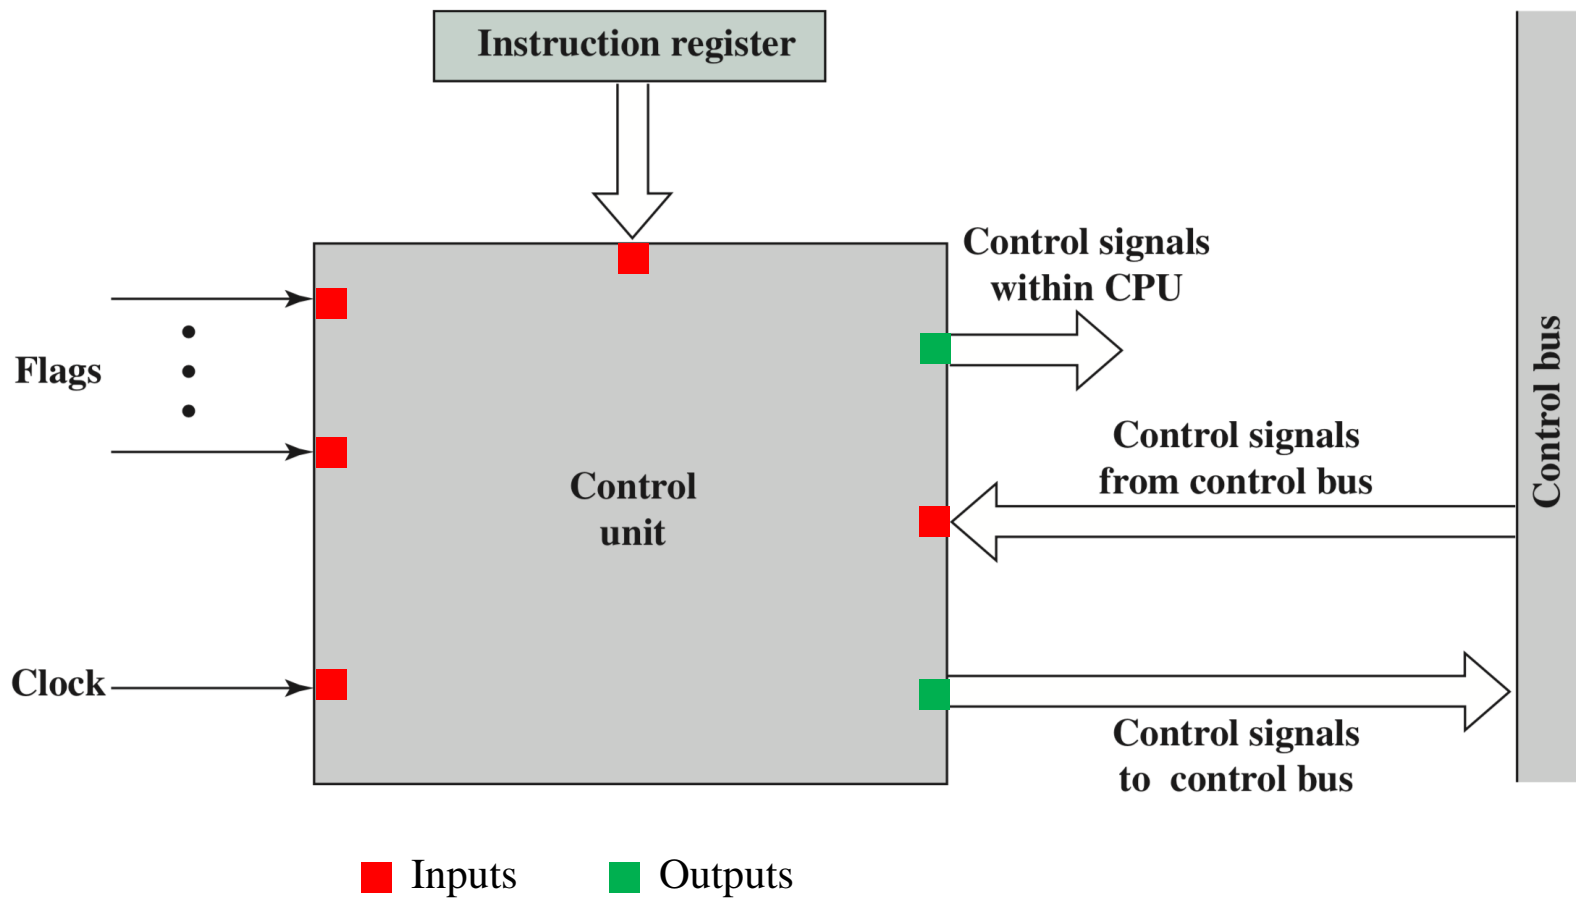 Instruction register
Control signals
within CPU
Flags
Control bus
Control signals
from control bus
Control
unit
Clock
Control signals
to control bus
Inputs
Outputs